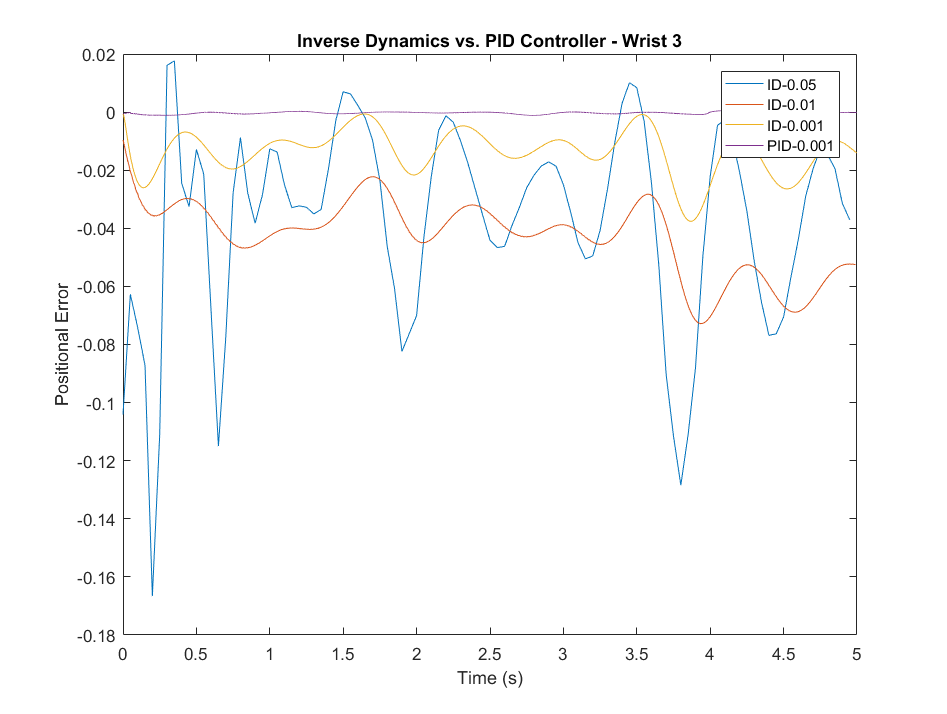 Inverse Dynamics vs. PID Controller - Wrist 3
0.02
0
-0.02
-0.04
-0.06
-0.08
-0.1
-0.12
-0.14
-0.16
-0.18
Positional Error
ID-0.05
ID-0.01
ID-0.001
PID-0.001
0 0.5 1 1.5 2 2.5 3 3.5 4 4.5 5
Time (s)